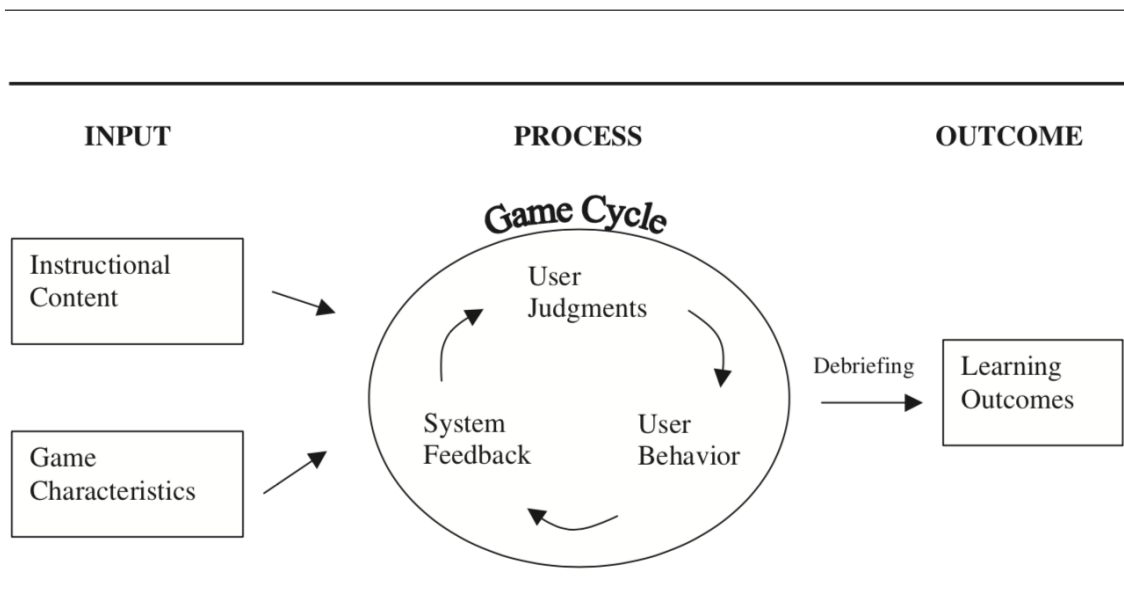 INPUT
PROCESS
OUTCOME
Game Cycle
Instructional
Content
User
Judgments
Debriefing
Learning
Outcomes
System
Feedback
User
Behavior
Game
Characteristics